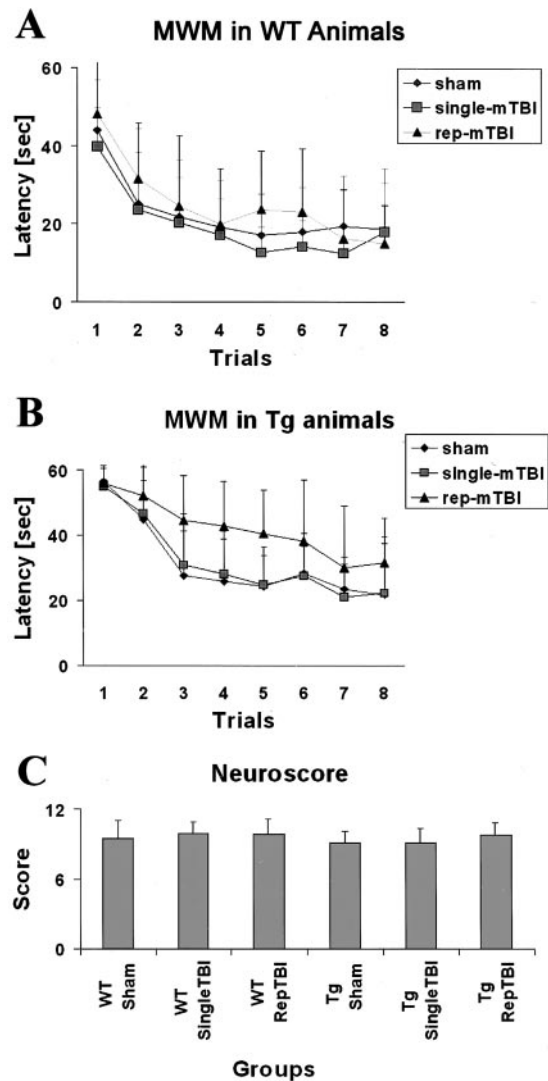 A
MWM in WT Animals
60
40
20
0
Latency [sec]
1 2 3 4 5 6 7 8
Trials
sham
single-mTBI
rep-mTBI
B
MWM in Tg animals
60
40
20
0
Latency [sec]
1 2 3 4 5 6 7 8
Trials
sham
single-mTBI
rep-mTBI
C
Neuroscore
12
6
0
Score
WT
Sham
WT
SingleTBI
WT
RepTBI
Tg
Sham
Tg
SingleTBI
Tg
RepTBI
Groups